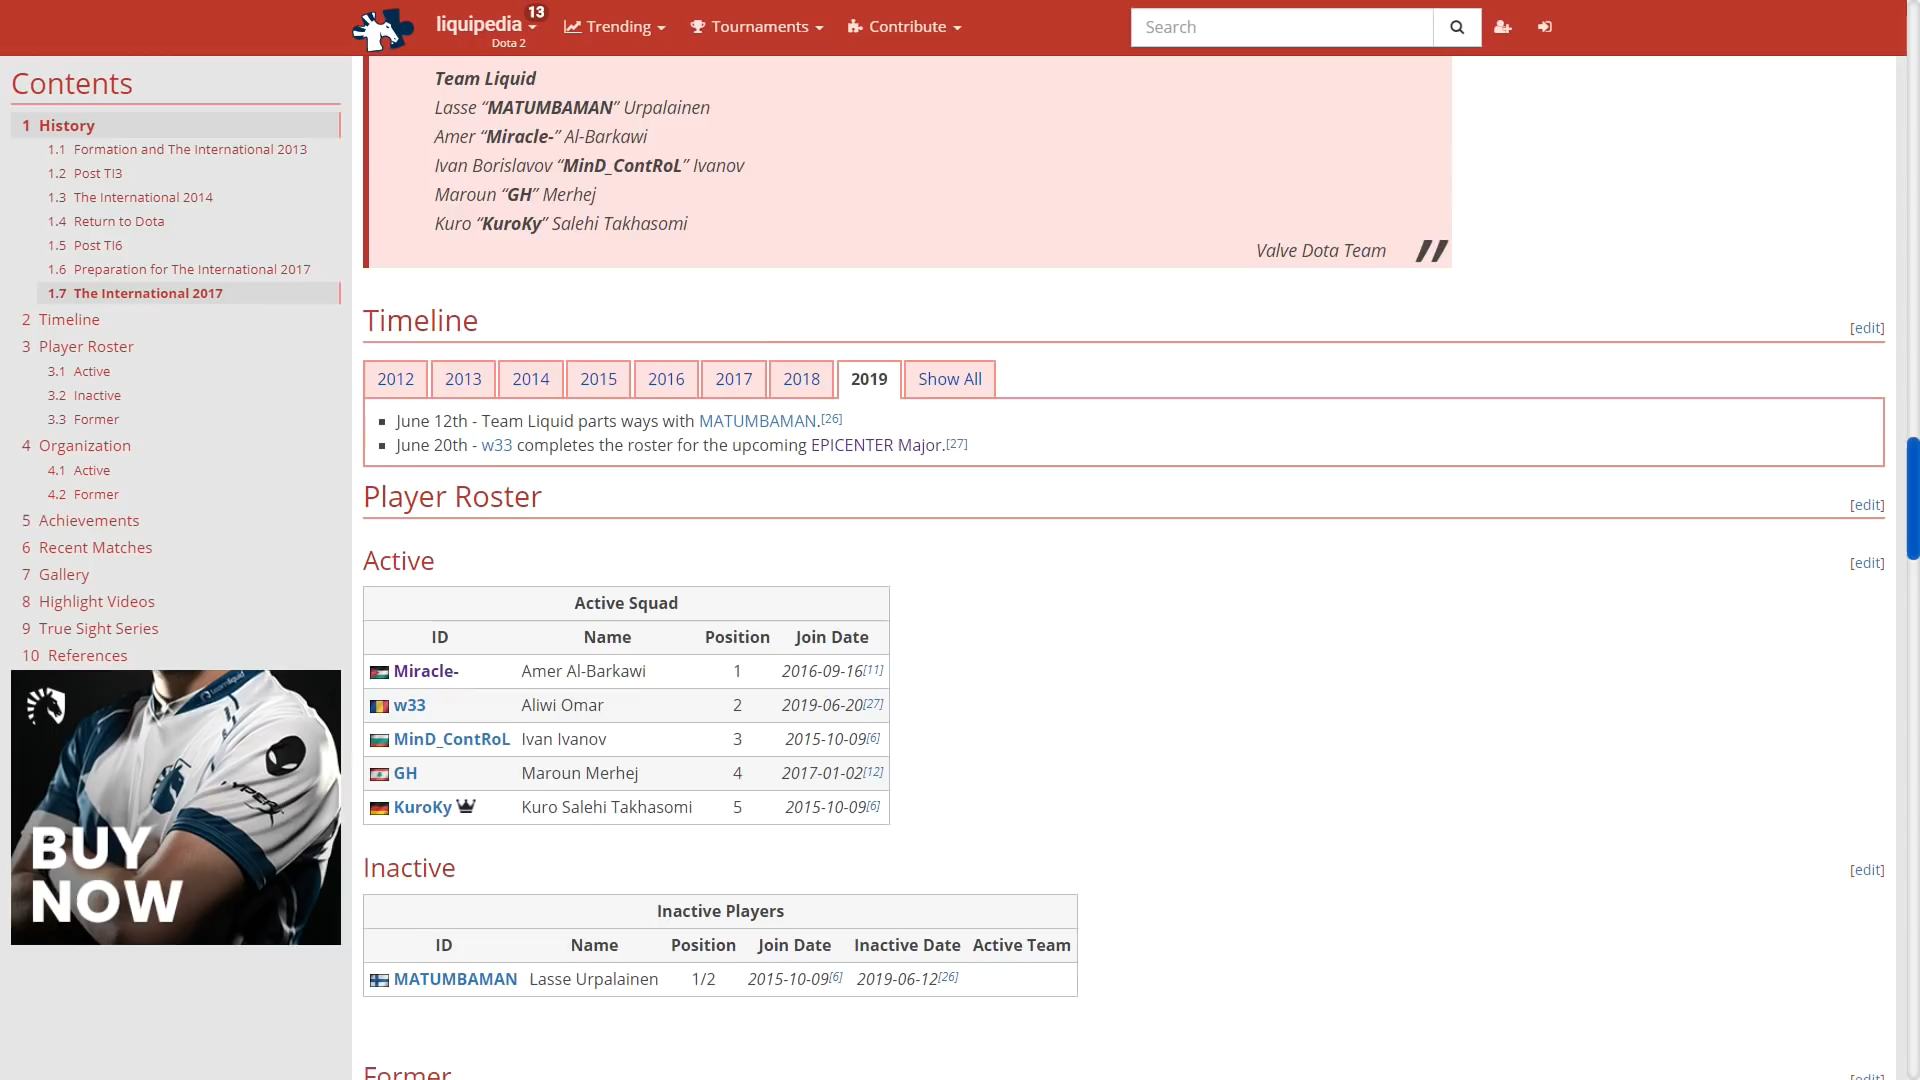 liquipedia 13
Dota 2
Trending
Tournaments
Contribute
Search
Contents
1 History
1.1 Formation and The International 2013
1.2 Post TI3
1.3 The International 2014
1.4 Return to Dota
1.5 Post TI6
1.6 Preparation for The International 2017
1.7 The International 2017
2 Timeline
3 Player Roster
3.1 Active
3.2 Inactive
3.3 Former
4 Organization
4.1 Active
4.2 Former
5 Achievements
6 Recent Matches
7 Gallery
8 Highlight Videos
9 True Sight Series
10 References
BUY
NOW
Team Liquid
Lasse “MATUMBAMAN” Urpalainen
Amer “Miracle-” Al-Barkawi
Ivan Borislavov “MinD_ContRoL” Ivanov
Maroun “GH” Merhej
Kuro “KuroKy” Salehi Takhasomi
Valve Dota Team ”
Timeline [edit]
2012 2013 2014 2015 2016 2017 2018 2019 Show All
▪ June 12th - Team Liquid parts ways with MATUMBAMAN.[26]
▪ June 20th - w33 completes the roster for the upcoming EPICENTER Major.[27]
Player Roster [edit]
Active [edit]
Active Squad
ID Name Position Join Date
Miracle- Amer Al-Barkawi 1 2016-09-16[11]
w33 Aliwi Omar 2 2019-06-20[27]
MinD_ContRoL Ivan Ivanov 3 2015-10-09[6]
GH Maroun Merhej 4 2017-01-02[12]
KuroKy Kuro Salehi Takhasomi 5 2015-10-09[6]
Inactive [edit]
Inactive Players
ID Name Position Join Date Inactive Date Active Team
MATUMBAMAN Lasse Urpalainen 1/2 2015-10-09[6] 2019-06-12[26]
Former [edit]